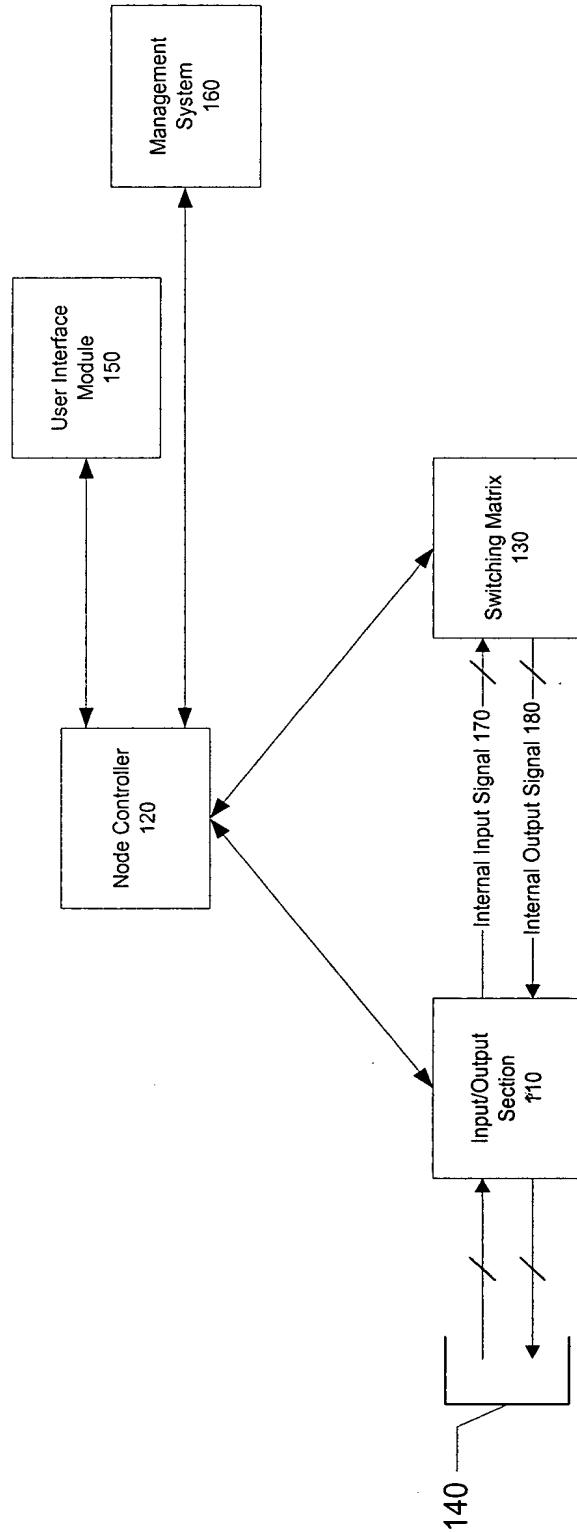 Management
System
160
User Interface
Module
150
Node Controller
120
Switching Matrix
130
Internal Input Signal 170
Internal Output Signal 180
Input/Output
Section
110
140